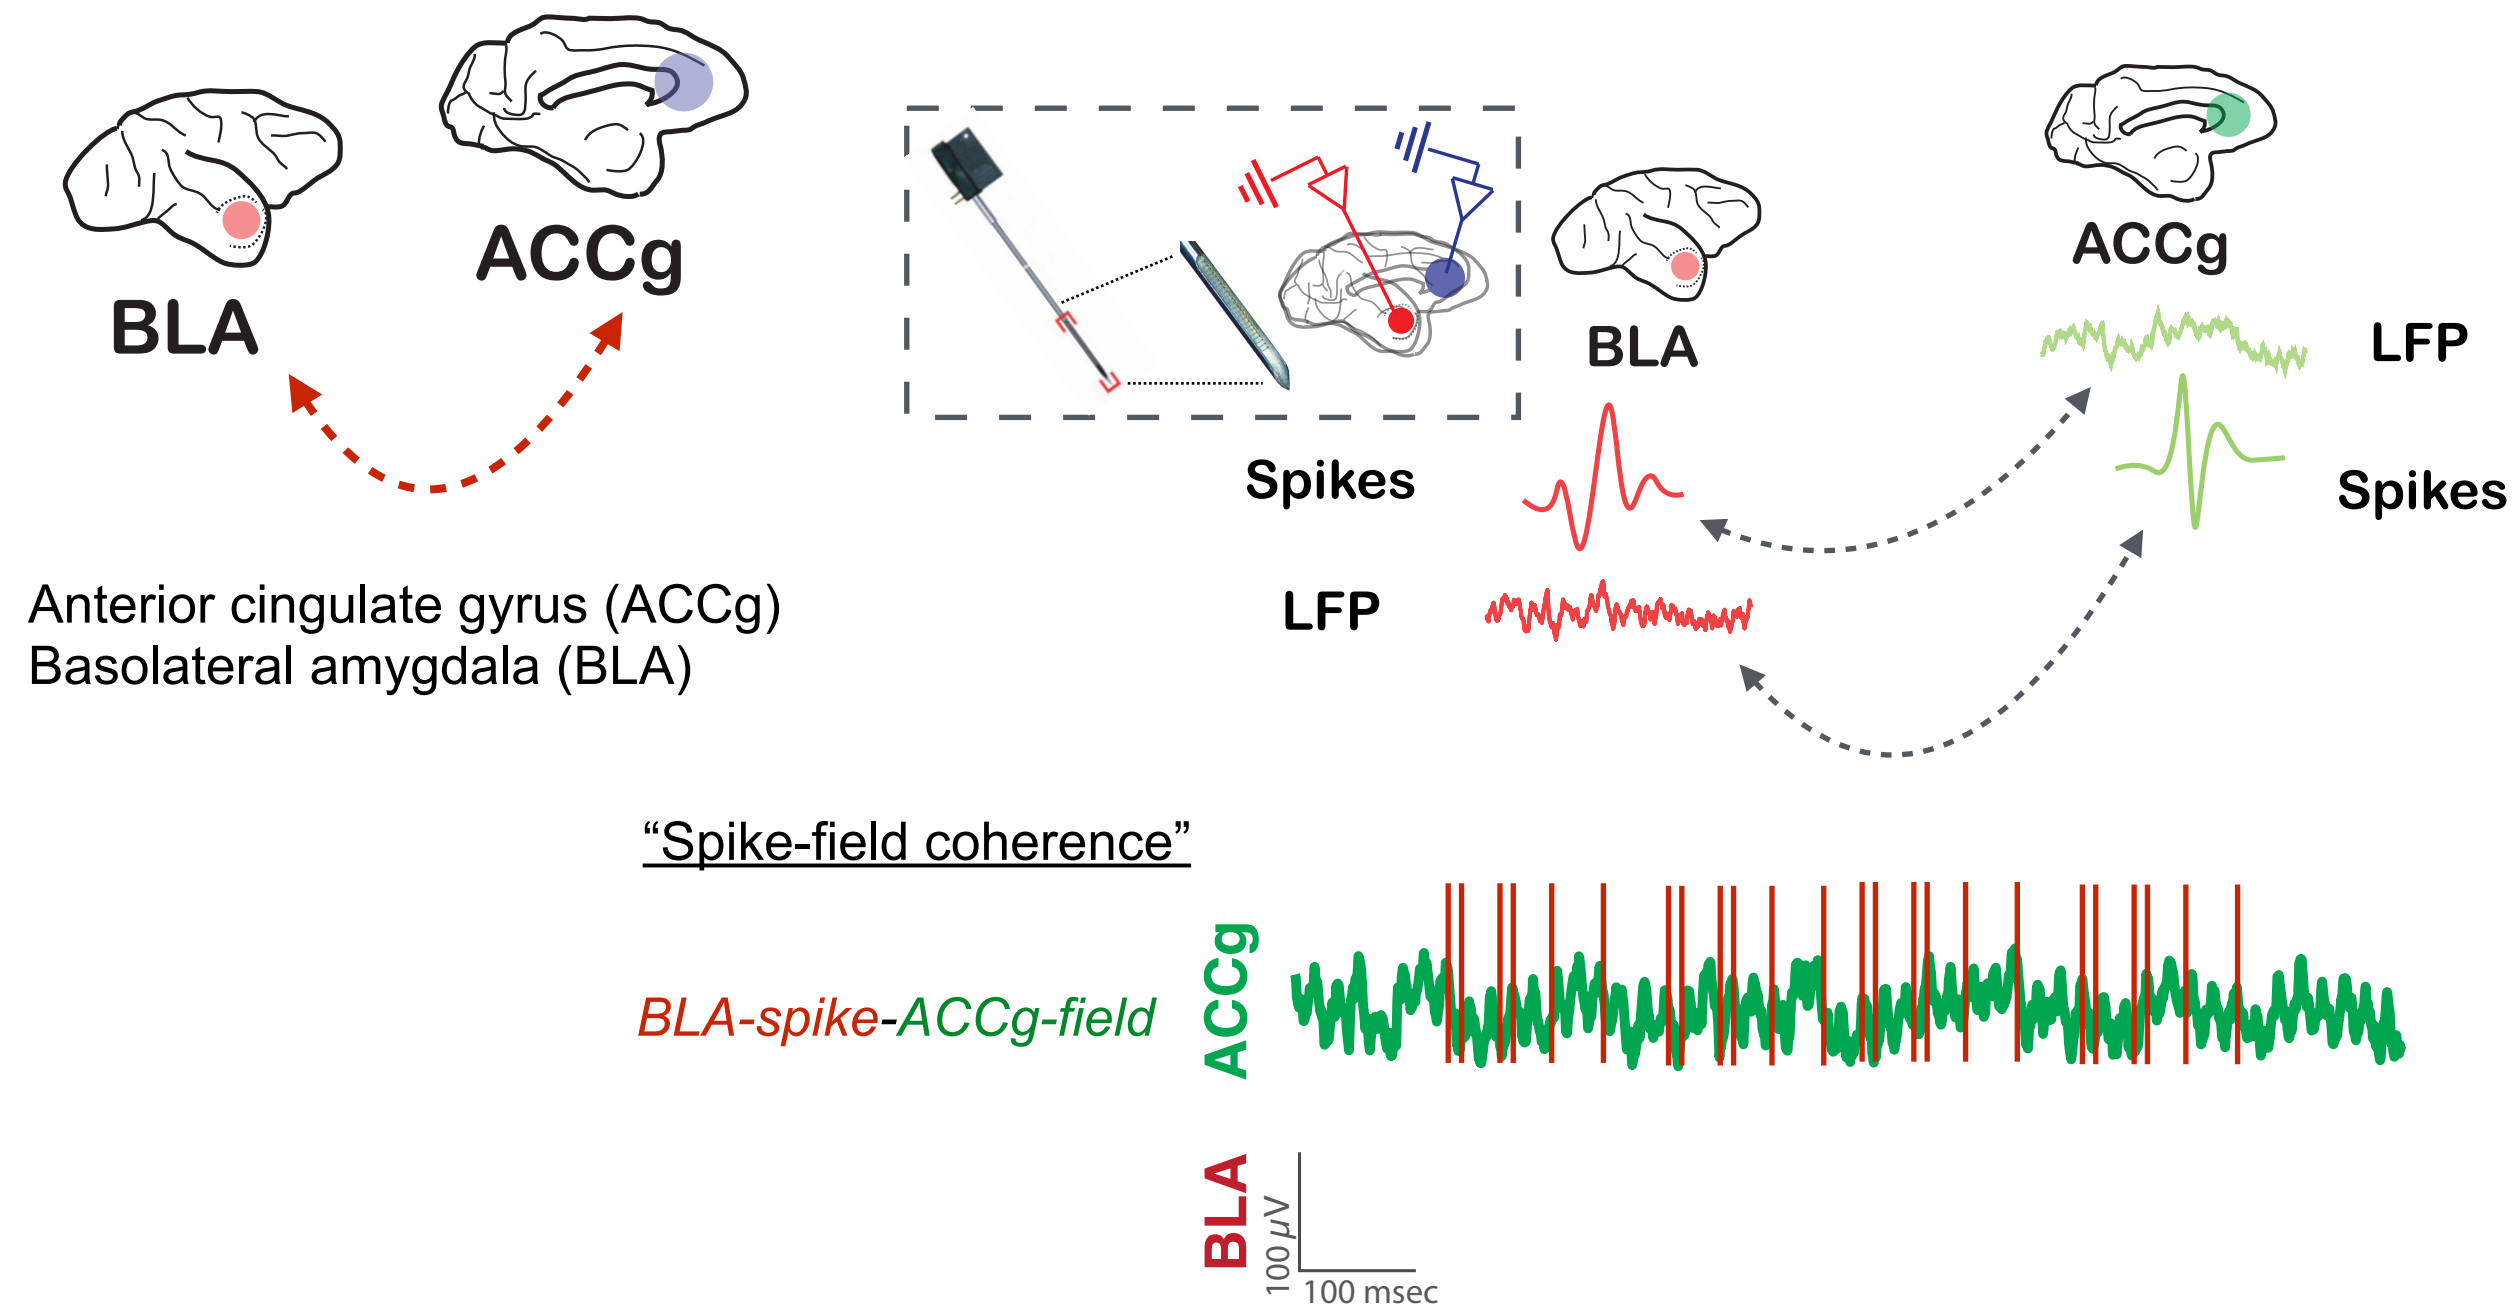 BLA
ACCg
Anterior cingulate gyrus (ACCg)
Basolateral amygdala (BLA)
BLA
ACCg
LFP
Spikes
Spikes
LFP
“Spike-field coherence”
BLA-spike-ACCg-field
ACCg
BLA
100 µV
100 msec